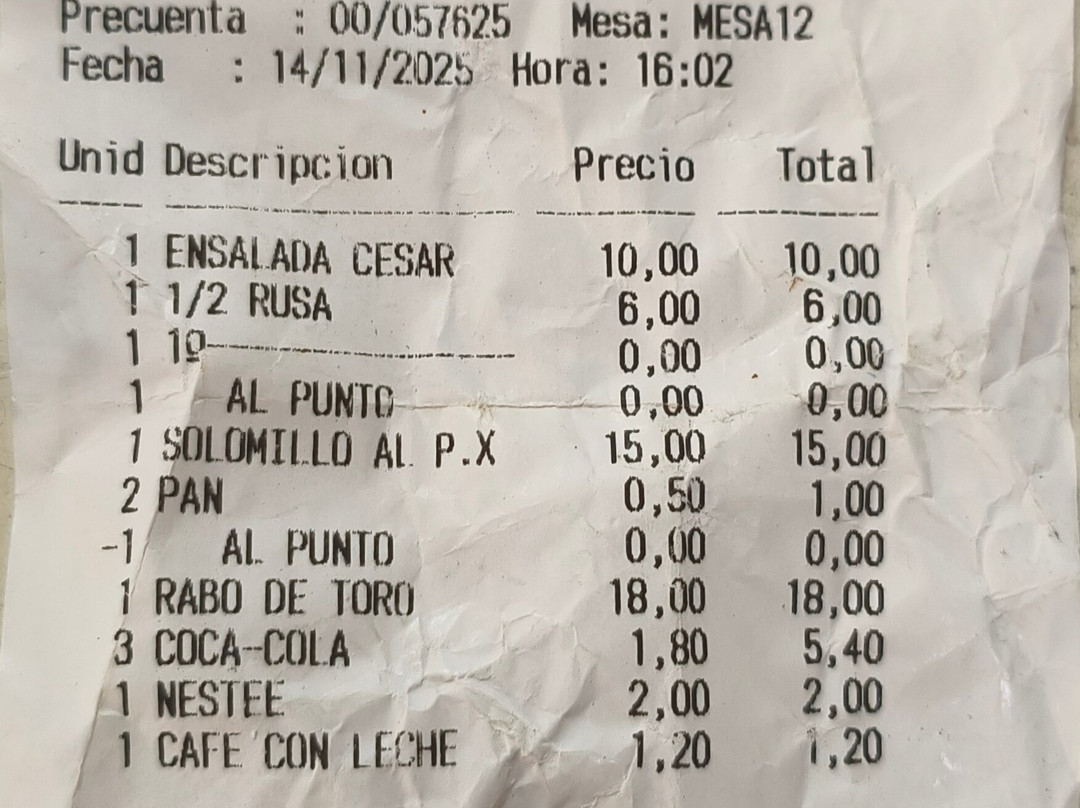 Precuenta : 00/057625 Mesa: MESA12
Fecha : 14/11/2025 Hora: 16:02
Unid Descripcion Precio Total
1 ENSALADA CESAR 10,00 10,00
1 1/2 RUSA 6,00 6,00
1 1º---------------- 0,00 0,00
1 AL PUNTO 0,00 0,00
1 SOLOMILLO AL P.X 15,00 15,00
2 PAN 0,50 1,00
-1 AL PUNTO 0,00 0,00
1 RABO DE TORO 18,00 18,00
3 COCA-COLA 1,80 5,40
1 NESTEE 2,00 2,00
1 CAFE CON LECHE 1,20 1,20